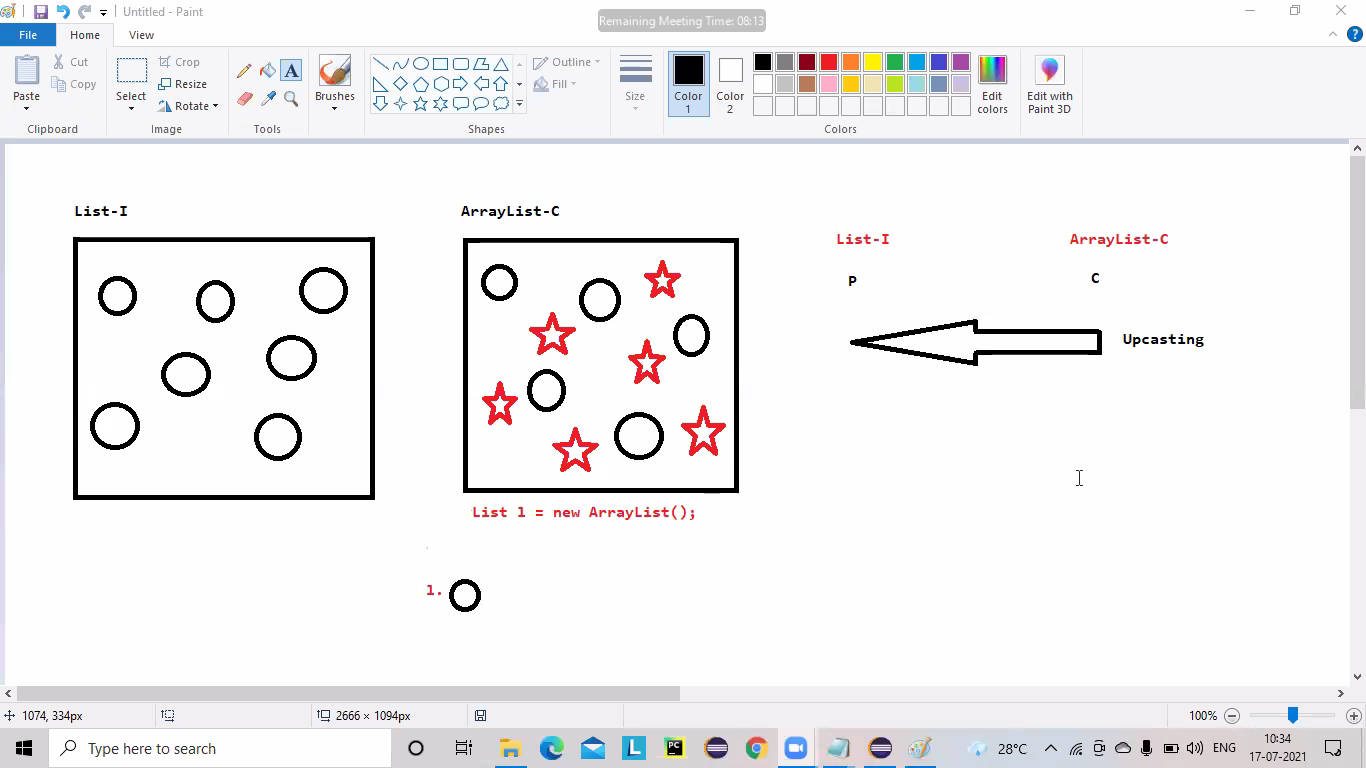 Untitled - Paint
Remaining Meeting Time: 08:13
File
Home
View
Paste
Cut
Copy
Clipboard
Select
Crop
Resize
Rotate
Image
A
Tools
Brushes
Outline
Fill
Shapes
Size
Color 1
Color 2
Edit colors
Colors
Edit with Paint 3D
List-I
ArrayList-C
List-I
ArrayList-C
P
C
Upcasting
List l = new ArrayList();
l.
1074, 334px
2666 × 1094px
100%
Type here to search
L
PC
28°C
ENG
10:34
17-07-2021